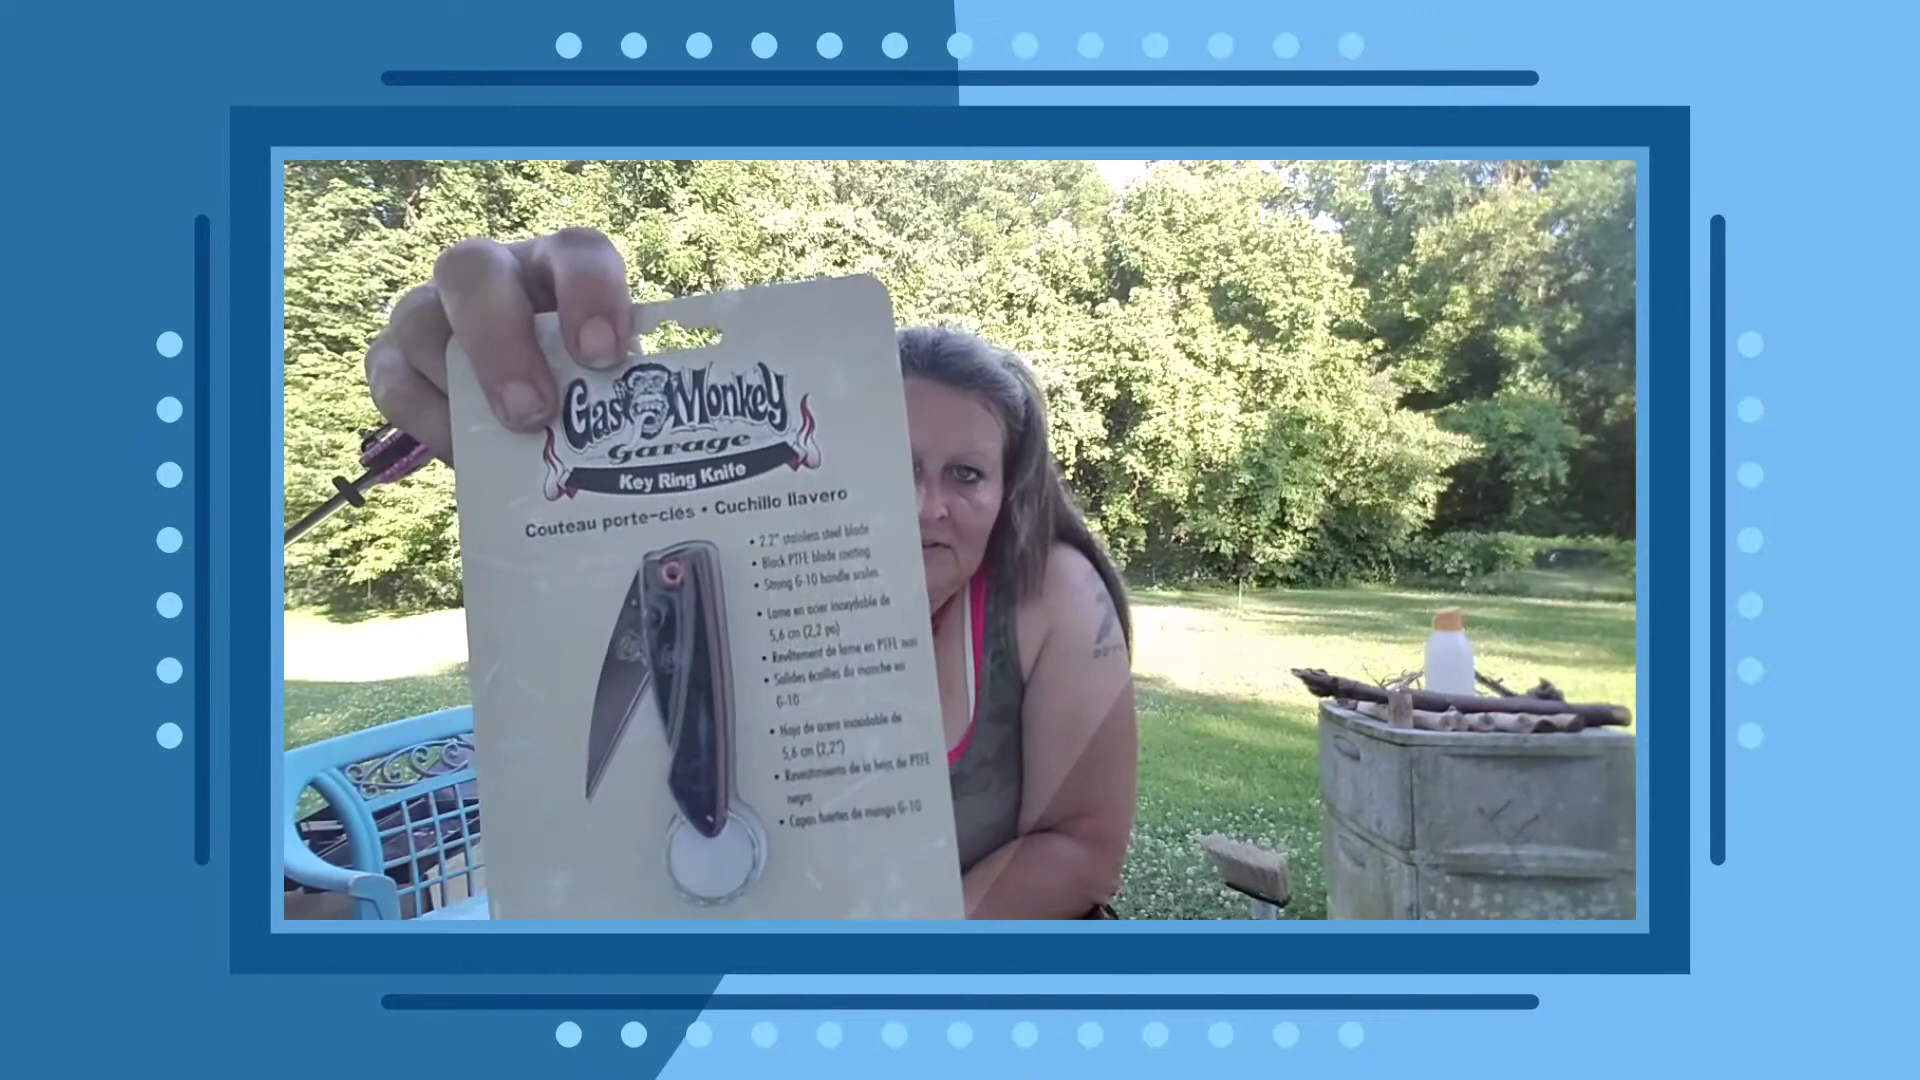 Gas Monkey
Garage
Key Ring Knife
Couteau porte-clés • Cuchillo llavero
• 2.2" stainless steel blade
• Black PTFE blade coating
• Strong G-10 handle scales
• Lame en acier inoxydable de
5,6 cm (2,2 po)
• Revêtement de lame en PTFE noir
• Solides écailles du manche en
G-10
• Hoja de acero inoxidable de
5,6 cm (2,2")
• Revestimiento de la hoja de PTFE
negro
• Capas fuertes de mango G-10